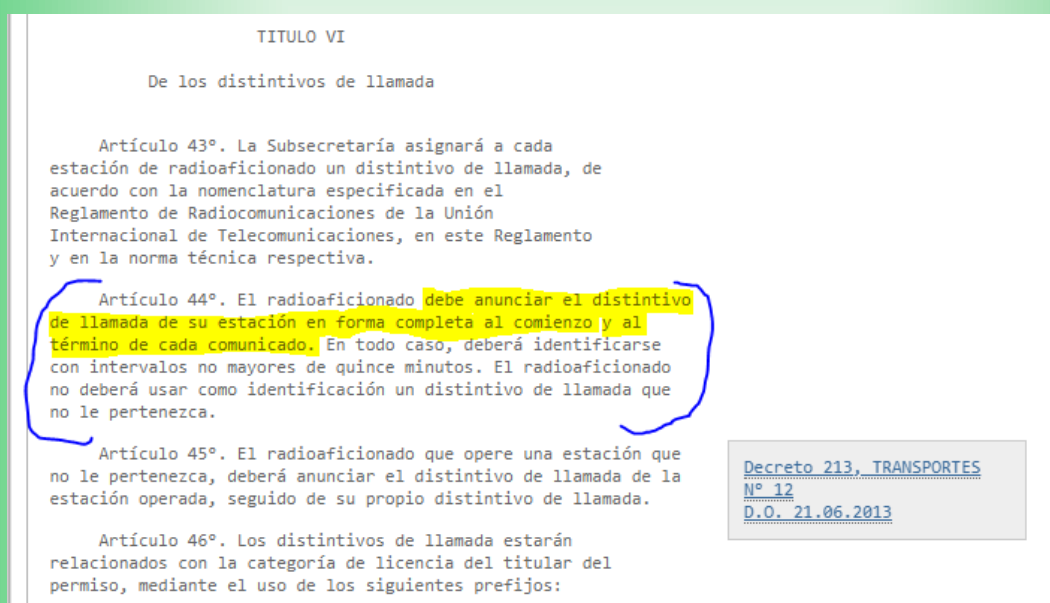 TITULO VI
De los distintivos de llamada
Artículo 43º. La Subsecretaría asignará a cada
estación de radioaficionado un distintivo de llamada, de
acuerdo con la nomenclatura especificada en el
Reglamento de Radiocomunicaciones de la Unión
Internacional de Telecomunicaciones, en este Reglamento
y en la norma técnica respectiva.
Artículo 44º. El radioaficionado debe anunciar el distintivo
de llamada de su estación en forma completa al comienzo y al
término de cada comunicado. En todo caso, deberá identificarse
con intervalos no mayores de quince minutos. El radioaficionado
no deberá usar como identificación un distintivo de llamada que
no le pertenezca.
Artículo 45º. El radioaficionado que opere una estación que
no le pertenezca, deberá anunciar el distintivo de llamada de la
estación operada, seguido de su propio distintivo de llamada.
Decreto 213, TRANSPORTES
Nº 12
D.O. 21.06.2013
Artículo 46º. Los distintivos de llamada estarán
relacionados con la categoría de licencia del titular del
permiso, mediante el uso de los siguientes prefijos: